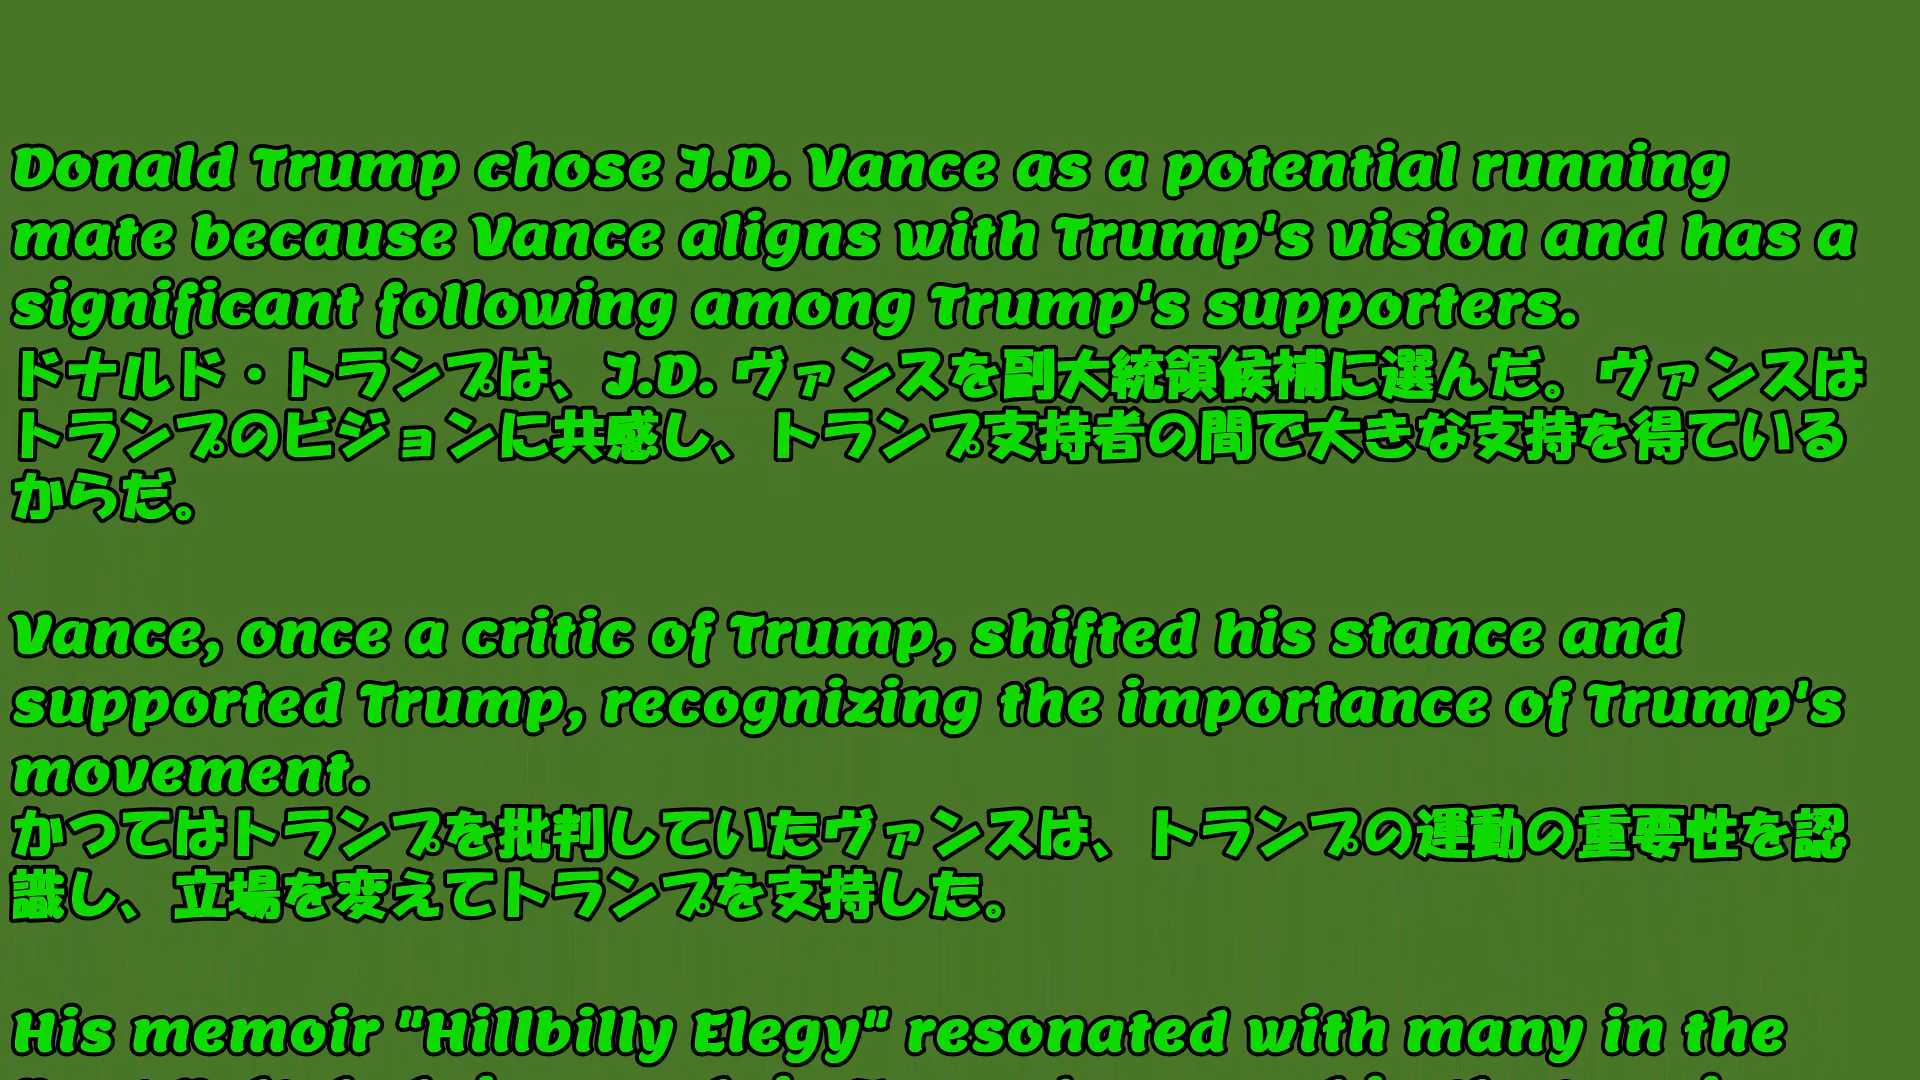 Donald Trump chose J.D. Vance as a potential running
mate because Vance aligns with Trump's vision and has a
significant following among Trump's supporters.
ドナルド・トランプは、J.D. ヴァンスを副大統領候補に選んだ。ヴァンスは
トランプのビジョンに共感し、トランプ支持者の間で大きな支持を得ている
からだ。
Vance, once a critic of Trump, shifted his stance and
supported Trump, recognizing the importance of Trump's
movement.
かつてはトランプを批判していたヴァンスは、トランプの運動の重要性を認
識し、立場を変えてトランプを支持した。
His memoir "Hillbilly Elegy" resonated with many in the